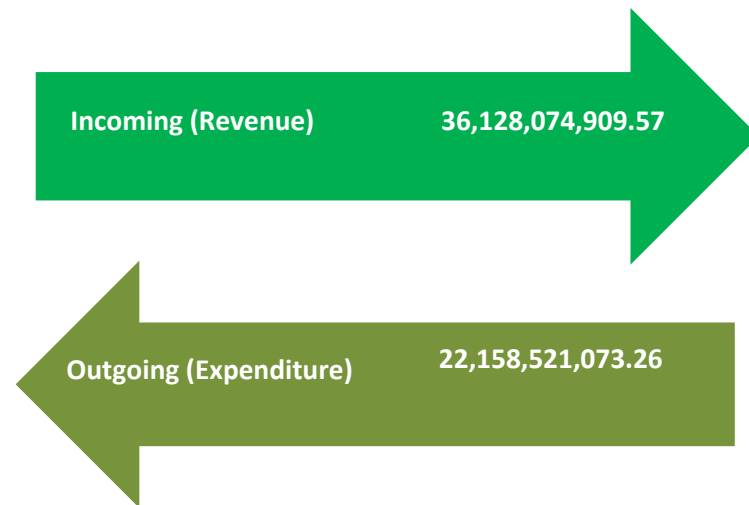 Incoming (Revenue) 36,128,074,909.57
Outgoing (Expenditure) 22,158,521,073.26